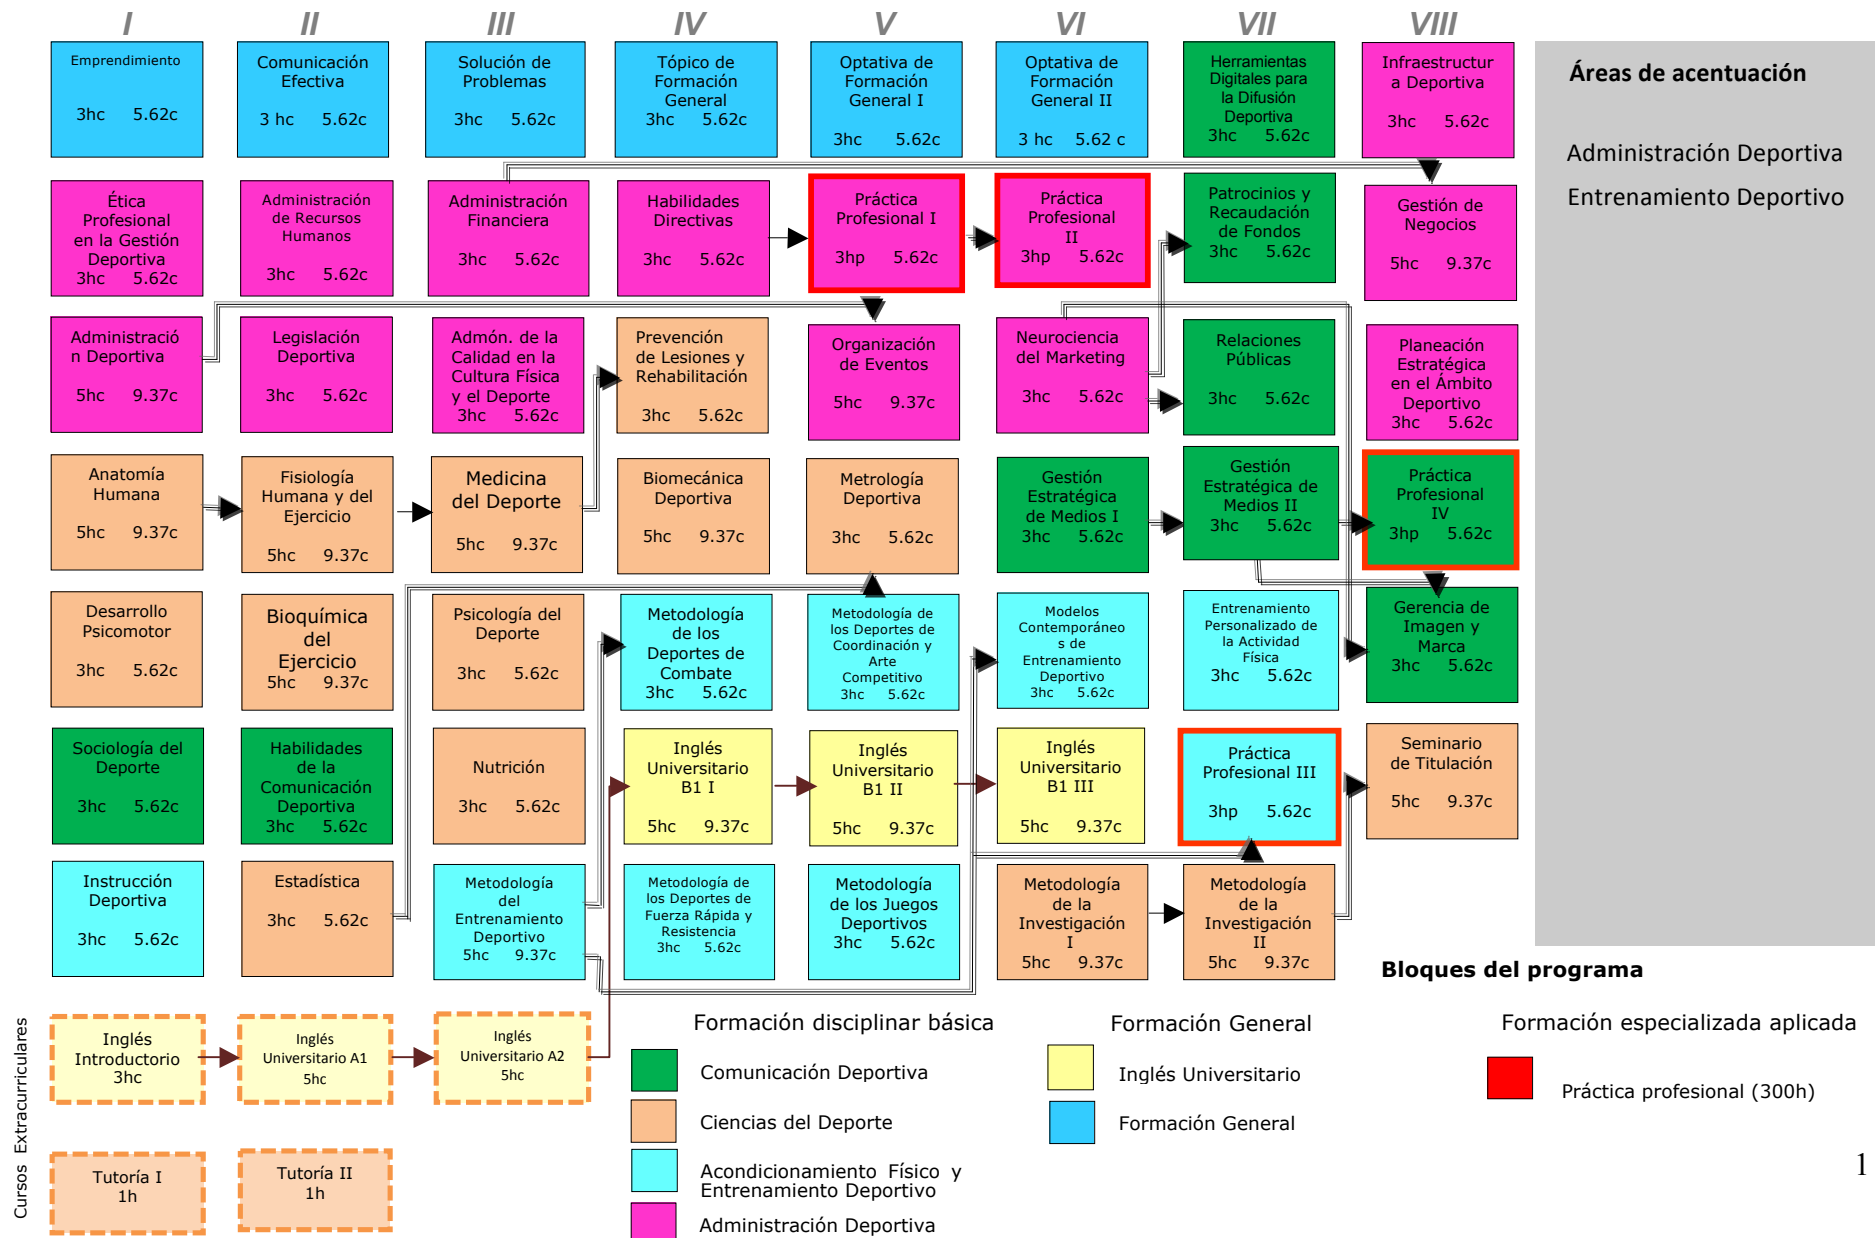 I II III IV V VI VII VIII
Emprendimiento
3hc 5.62c
Comunicación
Efectiva
3 hc 5.62c
Solución de
Problemas
3hc 5.62c
Tópico de
Formación
General
3hc 5.62c
Optativa de
Formación
General I
3hc 5.62c
Optativa de
Formación
General II
3 hc 5.62 c
Herramientas
Digitales para
la Difusión
Deportiva
3hc 5.62c
Infraestructur
a Deportiva
3hc 5.62c
Áreas de acentuación
Administración Deportiva
Entrenamiento Deportivo
Ética
Profesional
en la Gestión
Deportiva
3hc 5.62c
Administración
de Recursos
Humanos
3hc 5.62c
Administración
Financiera
3hc 5.62c
Habilidades
Directivas
3hc 5.62c
Práctica
Profesional I
3hp 5.62c
Práctica
Profesional
II
3hp 5.62c
Patrocinios y
Recaudación
de Fondos
3hc 5.62c
Gestión de
Negocios
5hc 9.37c
Administració
n Deportiva
5hc 9.37c
Legislación
Deportiva
3hc 5.62c
Admón. de la
Calidad en la
Cultura Física
y el Deporte
3hc 5.62c
Prevención
de Lesiones y
Rehabilitación
3hc 5.62c
Organización
de Eventos
5hc 9.37c
Neurociencia
del Marketing
3hc 5.62c
Relaciones
Públicas
3hc 5.62c
Planeación
Estratégica
en el Ámbito
Deportivo
3hc 5.62c
Anatomía
Humana
5hc 9.37c
Fisiología
Humana y del
Ejercicio
5hc 9.37c
Medicina
del Deporte
5hc 9.37c
Biomecánica
Deportiva
5hc 9.37c
Metrología
Deportiva
3hc 5.62c
Gestión
Estratégica
de Medios I
3hc 5.62c
Gestión
Estratégica de
Medios II
3hc 5.62c
Práctica
Profesional
IV
3hp 5.62c
Desarrollo
Psicomotor
3hc 5.62c
Bioquímica
del
Ejercicio
5hc 9.37c
Psicología del
Deporte
3hc 5.62c
Metodología
de los
Deportes de
Combate
3hc 5.62c
Metodología de
los Deportes de
Coordinación y
Arte
Competitivo
3hc 5.62c
Modelos
Contemporáneo
s de
Entrenamiento
Deportivo
3hc 5.62c
Entrenamiento
Personalizado de
la Actividad
Física
3hc 5.62c
Gerencia de
Imagen y
Marca
3hc 5.62c
Sociología del
Deporte
3hc 5.62c
Habilidades
de la
Comunicación
Deportiva
3hc 5.62c
Nutrición
3hc 5.62c
Inglés
Universitario
B1 I
5hc 9.37c
Inglés
Universitario
B1 II
5hc 9.37c
Inglés
Universitario
B1 III
5hc 9.37c
Práctica
Profesional III
3hp 5.62c
Seminario
de Titulación
5hc 9.37c
Instrucción
Deportiva
3hc 5.62c
Estadística
3hc 5.62c
Metodología
del
Entrenamiento
Deportivo
5hc 9.37c
Metodología de
los Deportes de
Fuerza Rápida y
Resistencia
3hc 5.62c
Metodología
de los Juegos
Deportivos
3hc 5.62c
Metodología
de la
Investigación
I
5hc 9.37c
Metodología
de la
Investigación
II
5hc 9.37c
Bloques del programa
Cursos Extracurriculares
Inglés
Introductorio
3hc
Inglés
Universitario A1
5hc
Inglés
Universitario A2
5hc
Tutoría I
1h
Tutoría II
1h
Formación disciplinar básica
Comunicación Deportiva
Ciencias del Deporte
Acondicionamiento Físico y
Entrenamiento Deportivo
Administración Deportiva
Formación General
Inglés Universitario
Formación General
Formación especializada aplicada
Práctica profesional (300h)
1